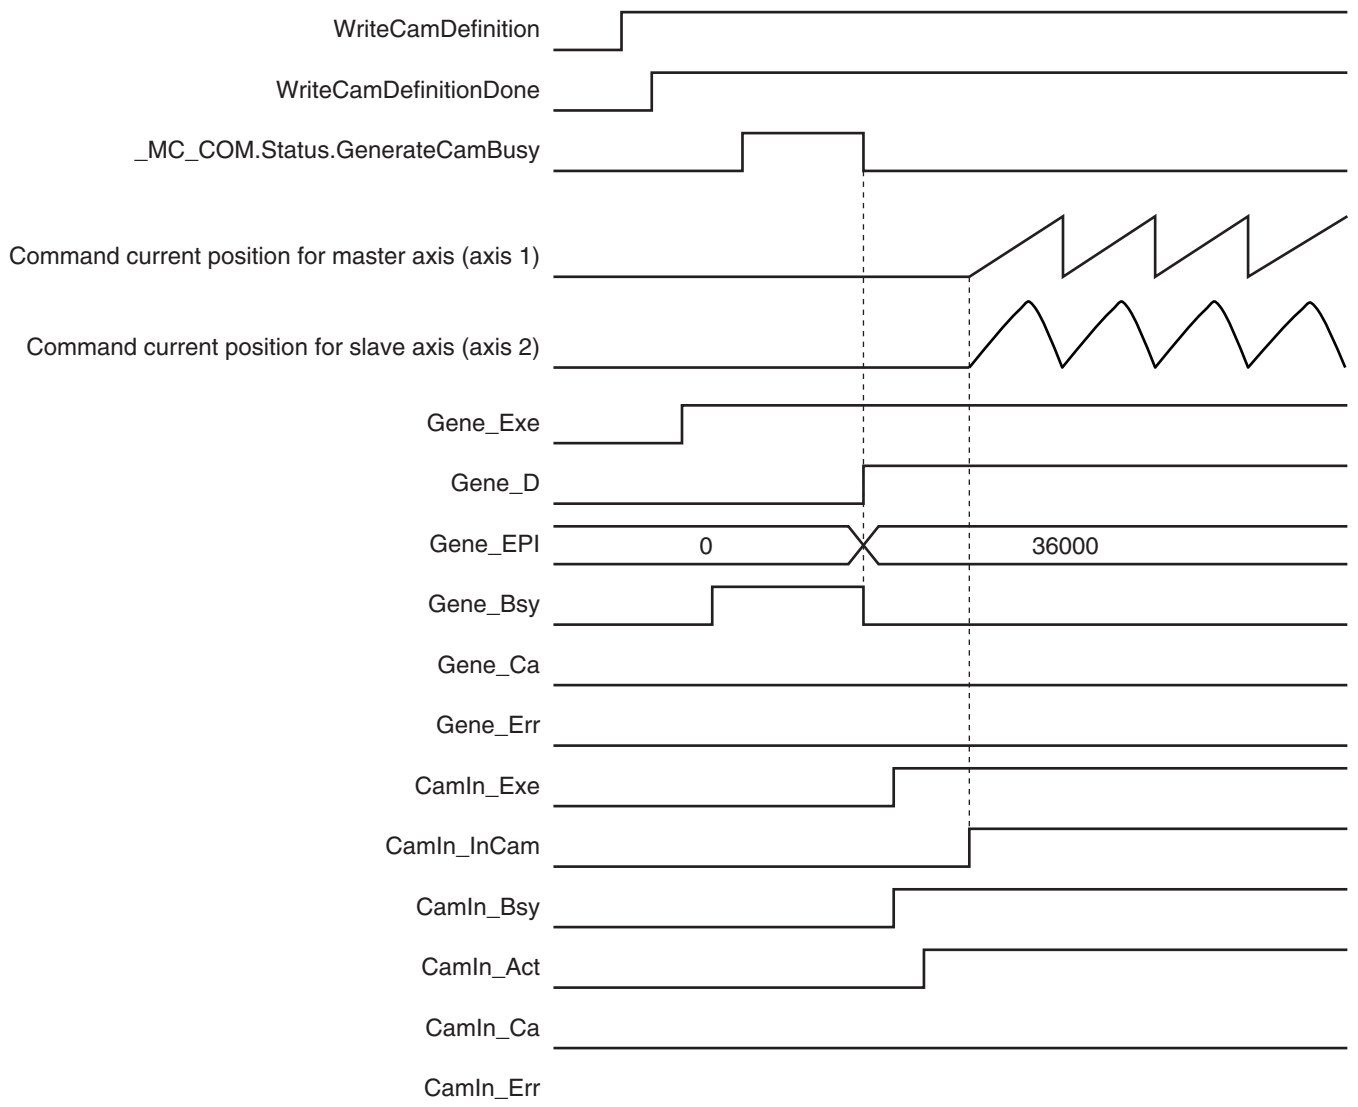 WriteCamDefinition
WriteCamDefinitionDone
_MC_COM.Status.GenerateCamBusy
Command current position for master axis (axis 1)
Command current position for slave axis (axis 2)
Gene_Exe
Gene_D
Gene_EPI 0 36000
Gene_Bsy
Gene_Ca
Gene_Err
CamIn_Exe
CamIn_InCam
CamIn_Bsy
CamIn_Act
CamIn_Ca
CamIn_Err